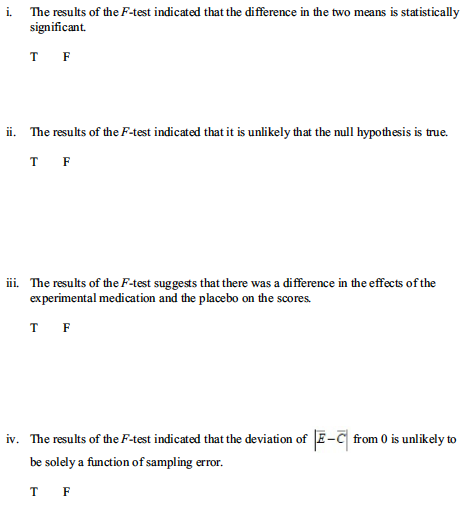 i. The results of the F-test indicated that the difference in the two means is statistically
significant.
T F
ii. The results of the F-test indicated that it is unlikely that the null hypothesis is true.
T F
iii. The results of the F-test suggests that there was a difference in the effects of the
experimental medication and the placebo on the scores.
T F
iv. The results of the F-test indicated that the deviation of |E̅ − C̅| from 0 is unlikely to
be solely a function of sampling error.
T F